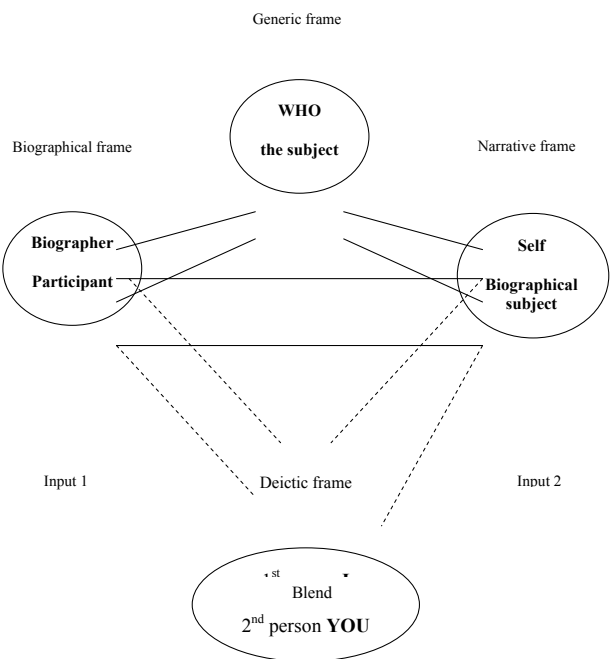 Generic frame
WHO
the subject
Biographical frame
Narrative frame
Biographer
Participant
Self
Biographical
subject
Input 1
Deictic frame
Input 2
st
Blend
2nd person YOU